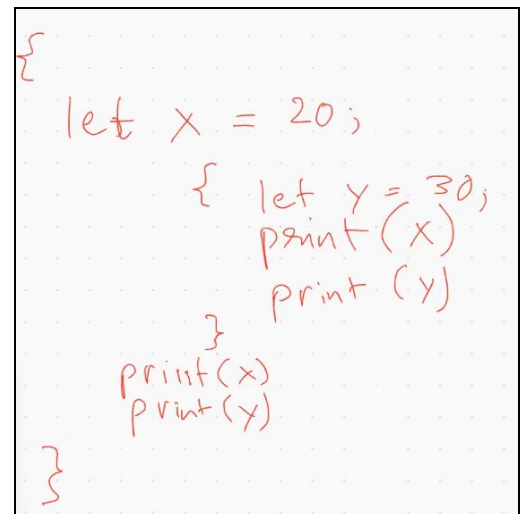 {
let x = 20;
{ let y = 30;
print(x)
print (y)
}
print(x)
print(y)
}